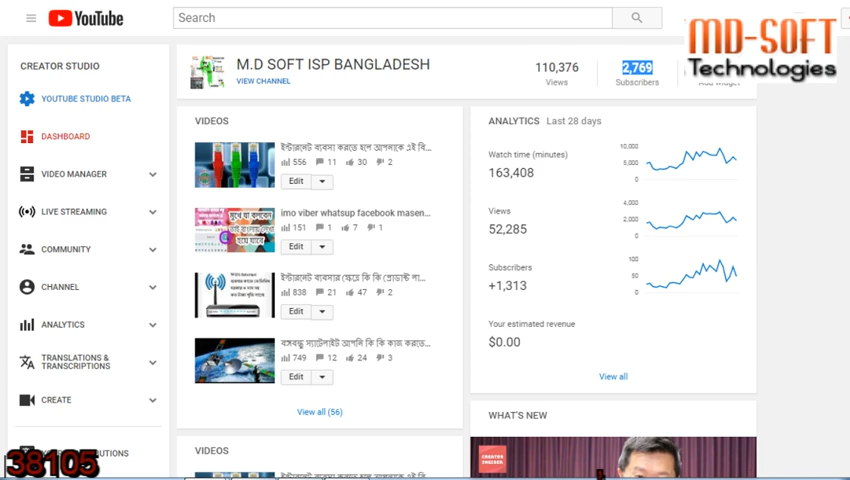 YouTube
Search
MD-SOFT
Technologies
CREATOR STUDIO
YOUTUBE STUDIO BETA
DASHBOARD
VIDEO MANAGER
LIVE STREAMING
COMMUNITY
CHANNEL
ANALYTICS
TRANSLATIONS &
TRANSCRIPTIONS
CREATE
38105
M.D SOFT ISP BANGLADESH
VIEW CHANNEL
110,376
Views
2,769
Subscribers
VIDEOS
ইন্টারনেট ব্যবসা করতে হলে আপনাকে এই বি...
556 11 30 2
Edit
মুখে যা বলবেন
তাই বাংলায় লেখা
হয়ে যাবে
imo viber whatsup facebook masen...
151 1 7 1
Edit
ইন্টারনেট ব্যবসার ক্ষেত্রে কি কি প্রোডাক্ট লা...
838 21 47 2
Edit
বঙ্গবন্ধু স্যাটেলাইট আপনি কি কি কাজ করতে...
749 12 24 3
Edit
View all (56)
VIDEOS
ANALYTICS Last 28 days
Watch time (minutes)
163,408
10,000
5,000
0
Views
52,285
4,000
2,000
0
Subscribers
+1,313
100
50
0
Your estimated revenue
$0.00
View all
WHAT'S NEW
CREATOR
INSIDER